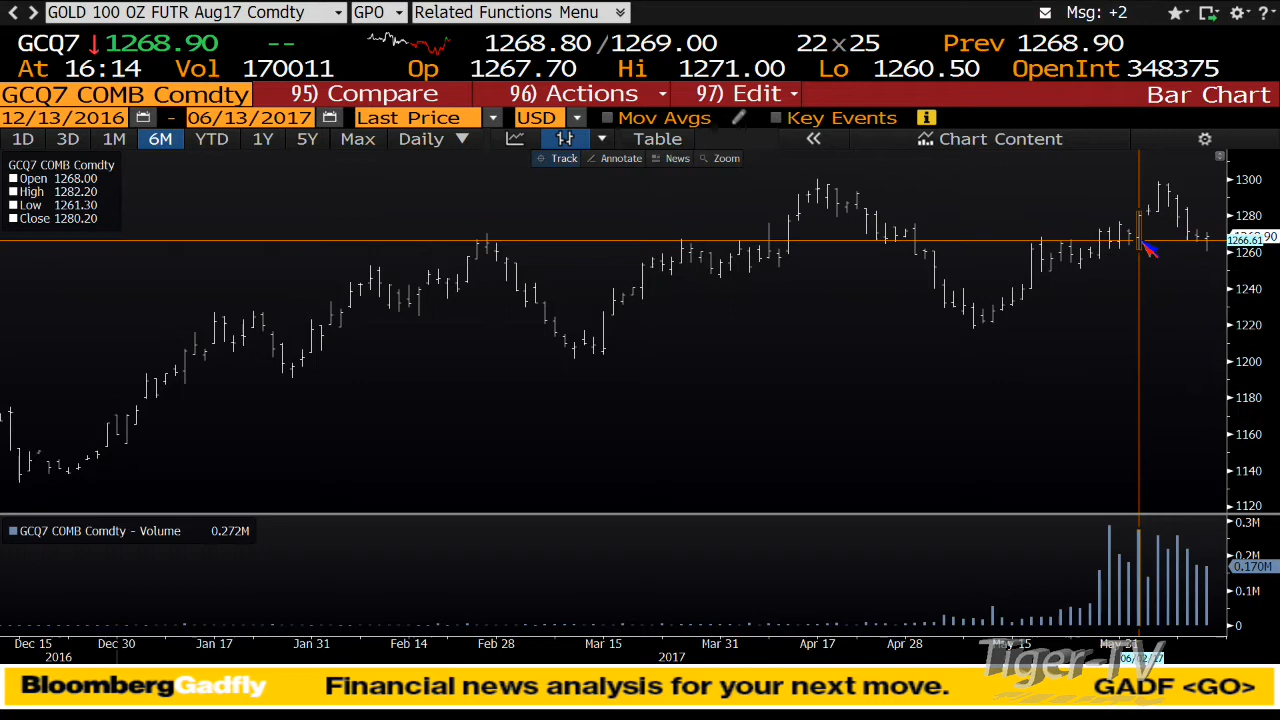 GOLD 100 OZ FUTR Aug17 Comdty GPO Related Functions Menu Msg: +2
GCQ7 ↓1268.90 -- 1268.80/1269.00 22x25 Prev 1268.90
At 16:14 Vol 170011 Op 1267.70 Hi 1271.00 Lo 1260.50 OpenInt 348375
GCQ7 COMB Comdty 95) Compare 96) Actions 97) Edit Bar Chart
12/13/2016 - 06/13/2017 Last Price USD Mov Avgs Key Events
1D 3D 1M 6M YTD 1Y 5Y Max Daily ▼ Table « Chart Content
Track Annotate News Zoom
GCQ7 COMB Comdty
Open 1268.00
High 1282.20
Low 1261.30
Close 1280.20
1300
1280
1266.61
1260
1240
1220
1200
1180
1160
1140
1120
GCQ7 COMB Comdty - Volume 0.272M
0.3M
0.2M
0.170M
0.1M
0
Dec 15 Dec 30 Jan 17 Jan 31 Feb 14 Feb 28 Mar 15 Mar 31 Apr 17 Apr 28 May 15 May 31
2016 2017 06/02/17
Tiger-TV
BloombergGadfly Financial news analysis for your next move. GADF <GO>